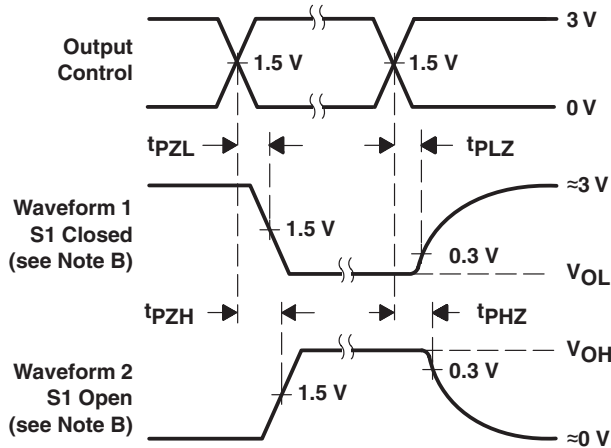 Output
Control
1.5 V
1.5 V
3 V
0 V
tPZL
tPLZ
Waveform 1
S1 Closed
(see Note B)
1.5 V
0.3 V
≈3 V
VOL
tPZH
tPHZ
Waveform 2
S1 Open
(see Note B)
1.5 V
0.3 V
VOH
≈0 V